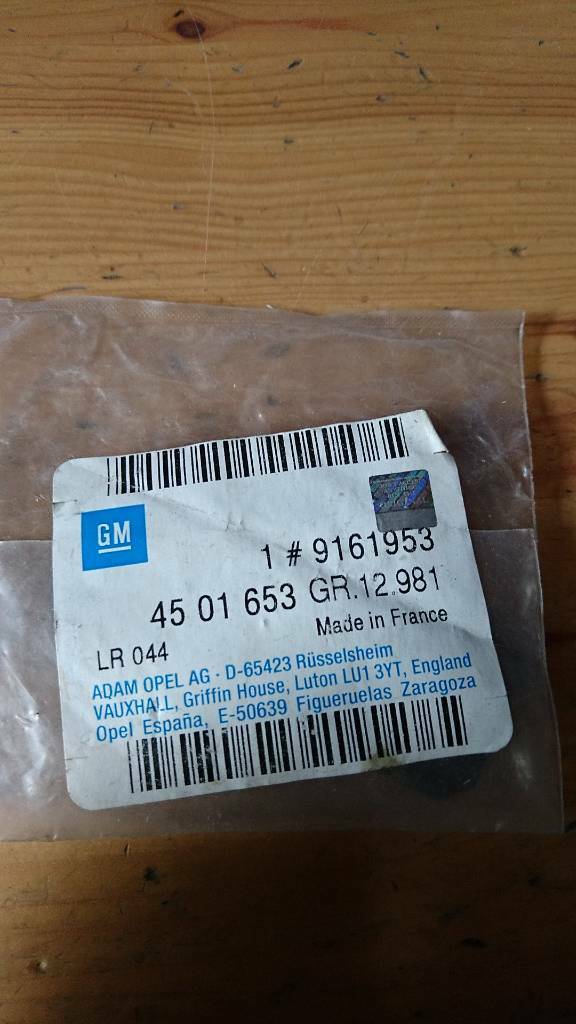 GM
1 # 9161953
45 01 653 GR.12.981
Made in France
LR 044
ADAM OPEL AG · D-65423 Rüsselsheim
VAUXHALL, Griffin House, Luton LU1 3YT, England
Opel España, E-50639 Figueruelas Zaragoza